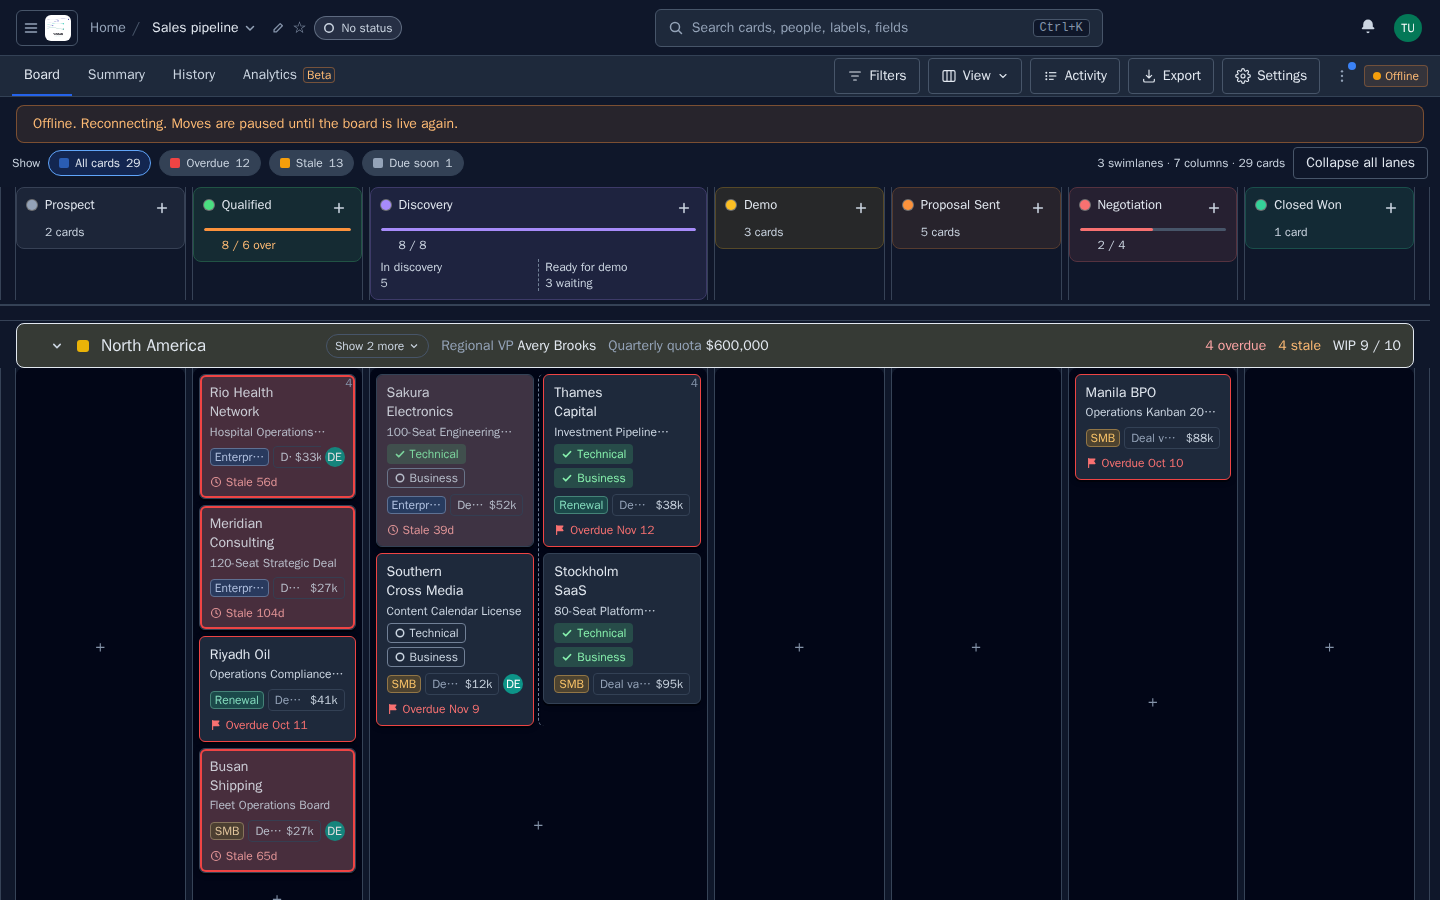 Home / Sales pipeline No status
Search cards, people, labels, fields Ctrl+K
TU
Board Summary History Analytics Beta
Filters View Activity Export Settings Offline
Offline. Reconnecting. Moves are paused until the board is live again.
Show All cards 29 Overdue 12 Stale 13 Due soon 1
3 swimlanes · 7 columns · 29 cards Collapse all lanes
Prospect +
2 cards
Qualified +
8 / 6 over
Discovery +
8 / 8
In discovery
5
Ready for demo
3 waiting
Demo +
3 cards
Proposal Sent +
5 cards
Negotiation +
2 / 4
Closed Won +
1 card
North America Show 2 more Regional VP Avery Brooks Quarterly quota $600,000 4 overdue 4 stale WIP 9 / 10
4
Rio Health
Network
Hospital Operations···
Enterpr··· D· $33k DE
Stale 56d
Meridian
Consulting
120-Seat Strategic Deal
Enterpr··· D··· $27k
Stale 104d
Riyadh Oil
Operations Compliance···
Renewal De··· $41k
Overdue Oct 11
Busan
Shipping
Fleet Operations Board
SMB De··· $27k DE
Stale 65d
Sakura
Electronics
100-Seat Engineering···
Technical
Business
Enterpr··· De··· $52k
Stale 39d
Southern
Cross Media
Content Calendar License
Technical
Business
SMB De··· $12k DE
Overdue Nov 9
4
Thames
Capital
Investment Pipeline···
Technical
Business
Renewal De··· $38k
Overdue Nov 12
Stockholm
SaaS
80-Seat Platform···
Technical
Business
SMB Deal va··· $95k
Manila BPO
Operations Kanban 20···
SMB Deal v··· $88k
Overdue Oct 10